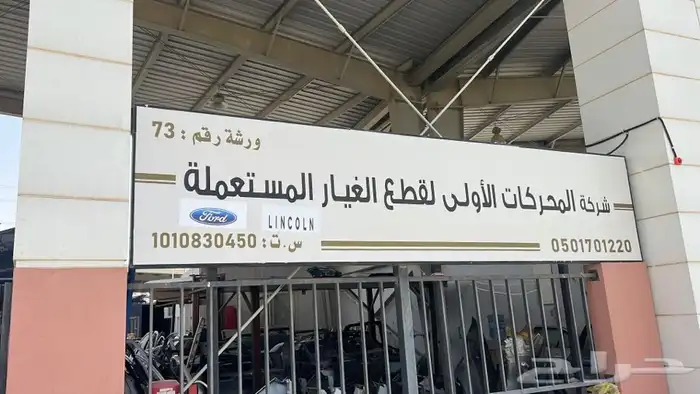 ورشة رقم : 73
شركة المحركات الأولى لقطع الغيار المستعملة
Ford LINCOLN
س.ت : 1010830450
0501701220
حراج